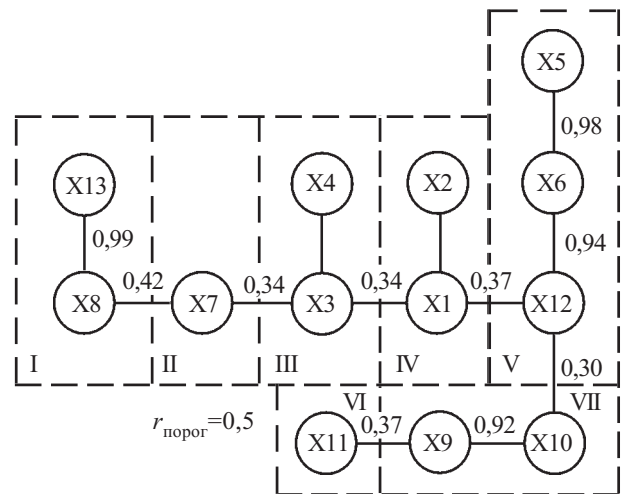 X5
0,98
X13
X4
X2
X6
0,99
0,94
X8
0,42
X7
0,34
X3
0,34
X1
0,37
X12
I
II
III
IV
V
0,30
VI
VII
rпорог=0,5
X11
0,37
X9
0,92
X10